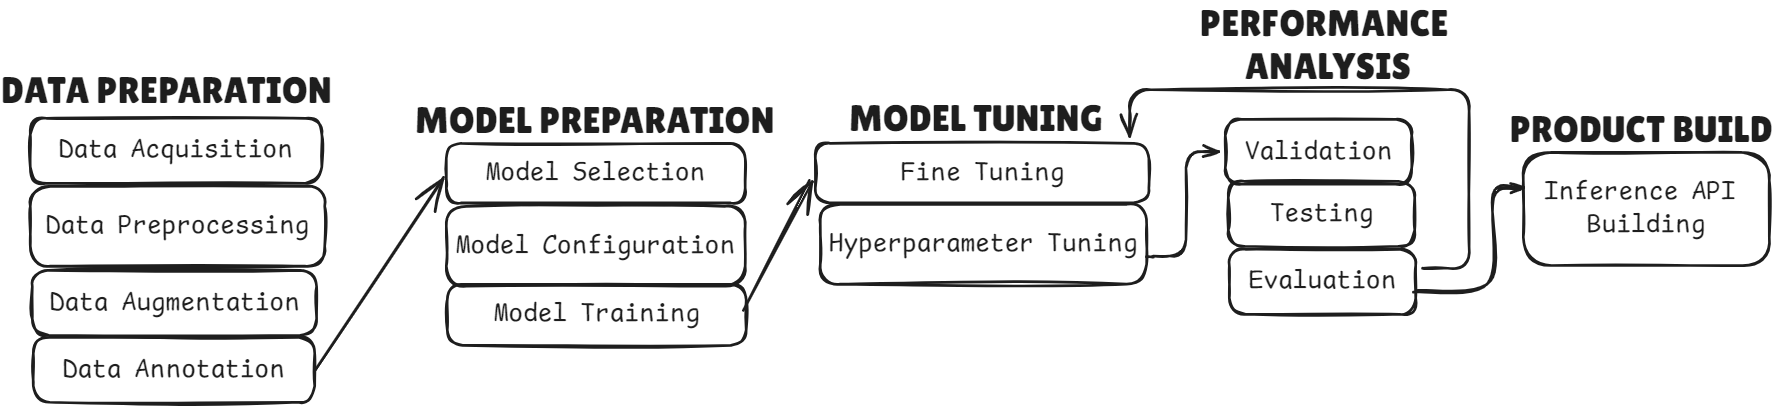 DATA PREPARATION
Data Acquisition
Data Preprocessing
Data Augmentation
Data Annotation
MODEL PREPARATION
Model Selection
Model Configuration
Model Training
MODEL TUNING
Fine Tuning
Hyperparameter Tuning
PERFORMANCE
ANALYSIS
Validation
Testing
Evaluation
PRODUCT BUILD
Inference API
Building